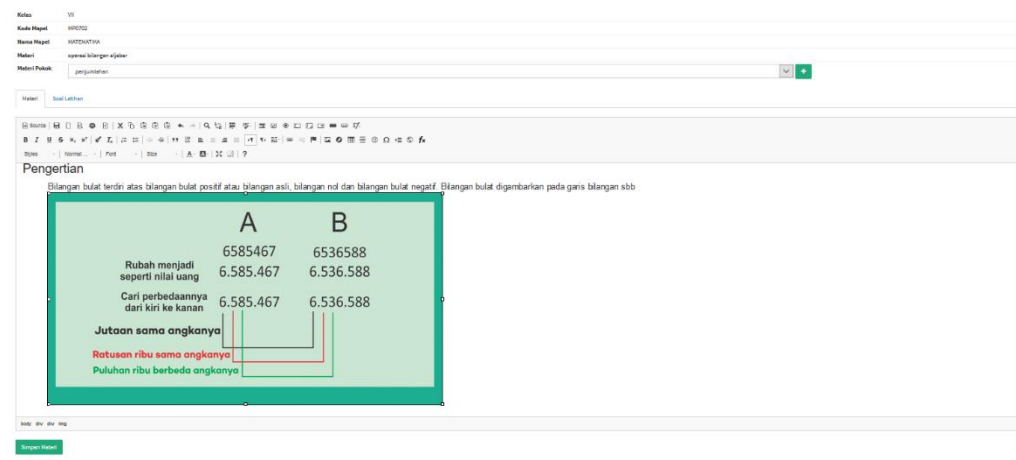 Kelas VII
Kode Mapel MP0702
Nama Mapel MATEMATIKA
Materi operasi bilangan aljabar
Materi Pokok penjumlahan
Materi Soal Latihan
Source
Styles Normal ... Font Size
Pengertian
Bilangan bulat terdiri atas bilangan bulat positif atau bilangan asli, bilangan nol dan bilangan bulat negatif. Bilangan bulat digambarkan pada garis bilangan sbb
A B
6585467 6536588
Rubah menjadi
seperti nilai uang 6.585.467 6.536.588
Cari perbedaannya
dari kiri ke kanan 6.585.467 6.536.588
Jutaan sama angkanya
Ratusan ribu sama angkanya
Puluhan ribu berbeda angkanya
body div div img
Simpan Materi